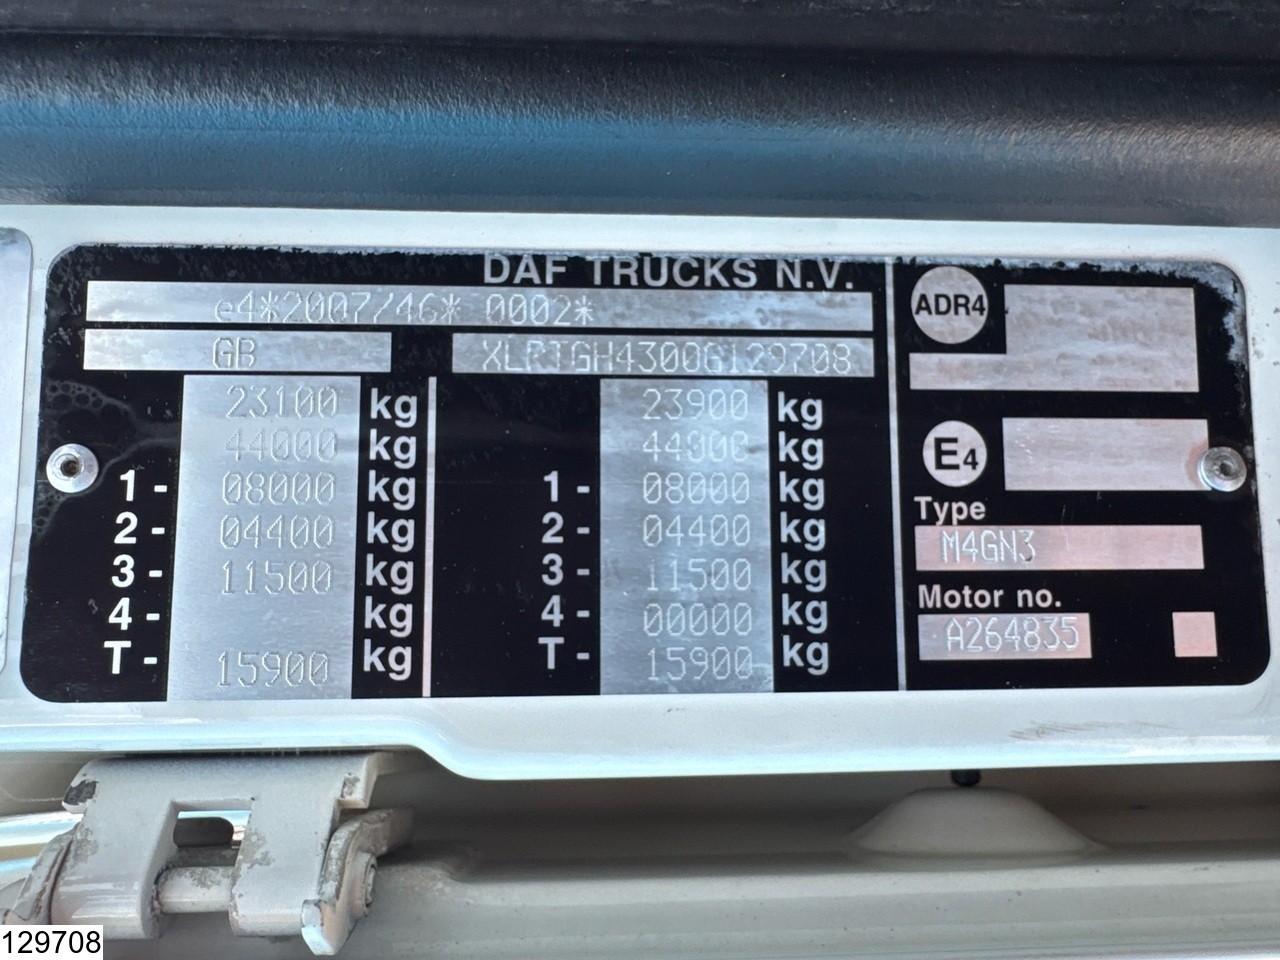 DAF TRUCKS N.V.
e4*2007/46* 0002*
GB XLRTGH4300G129708
23100 kg 23900 kg
44000 kg 44000 kg
1- 08000 kg 1- 08000 kg
2- 04400 kg 2- 04400 kg
3- 11500 kg 3- 11500 kg
4- kg 4- 00000 kg
T- 15900 kg T- 15900 kg
ADR4
E4
Type
M4GN3
Motor no.
A264835
129708